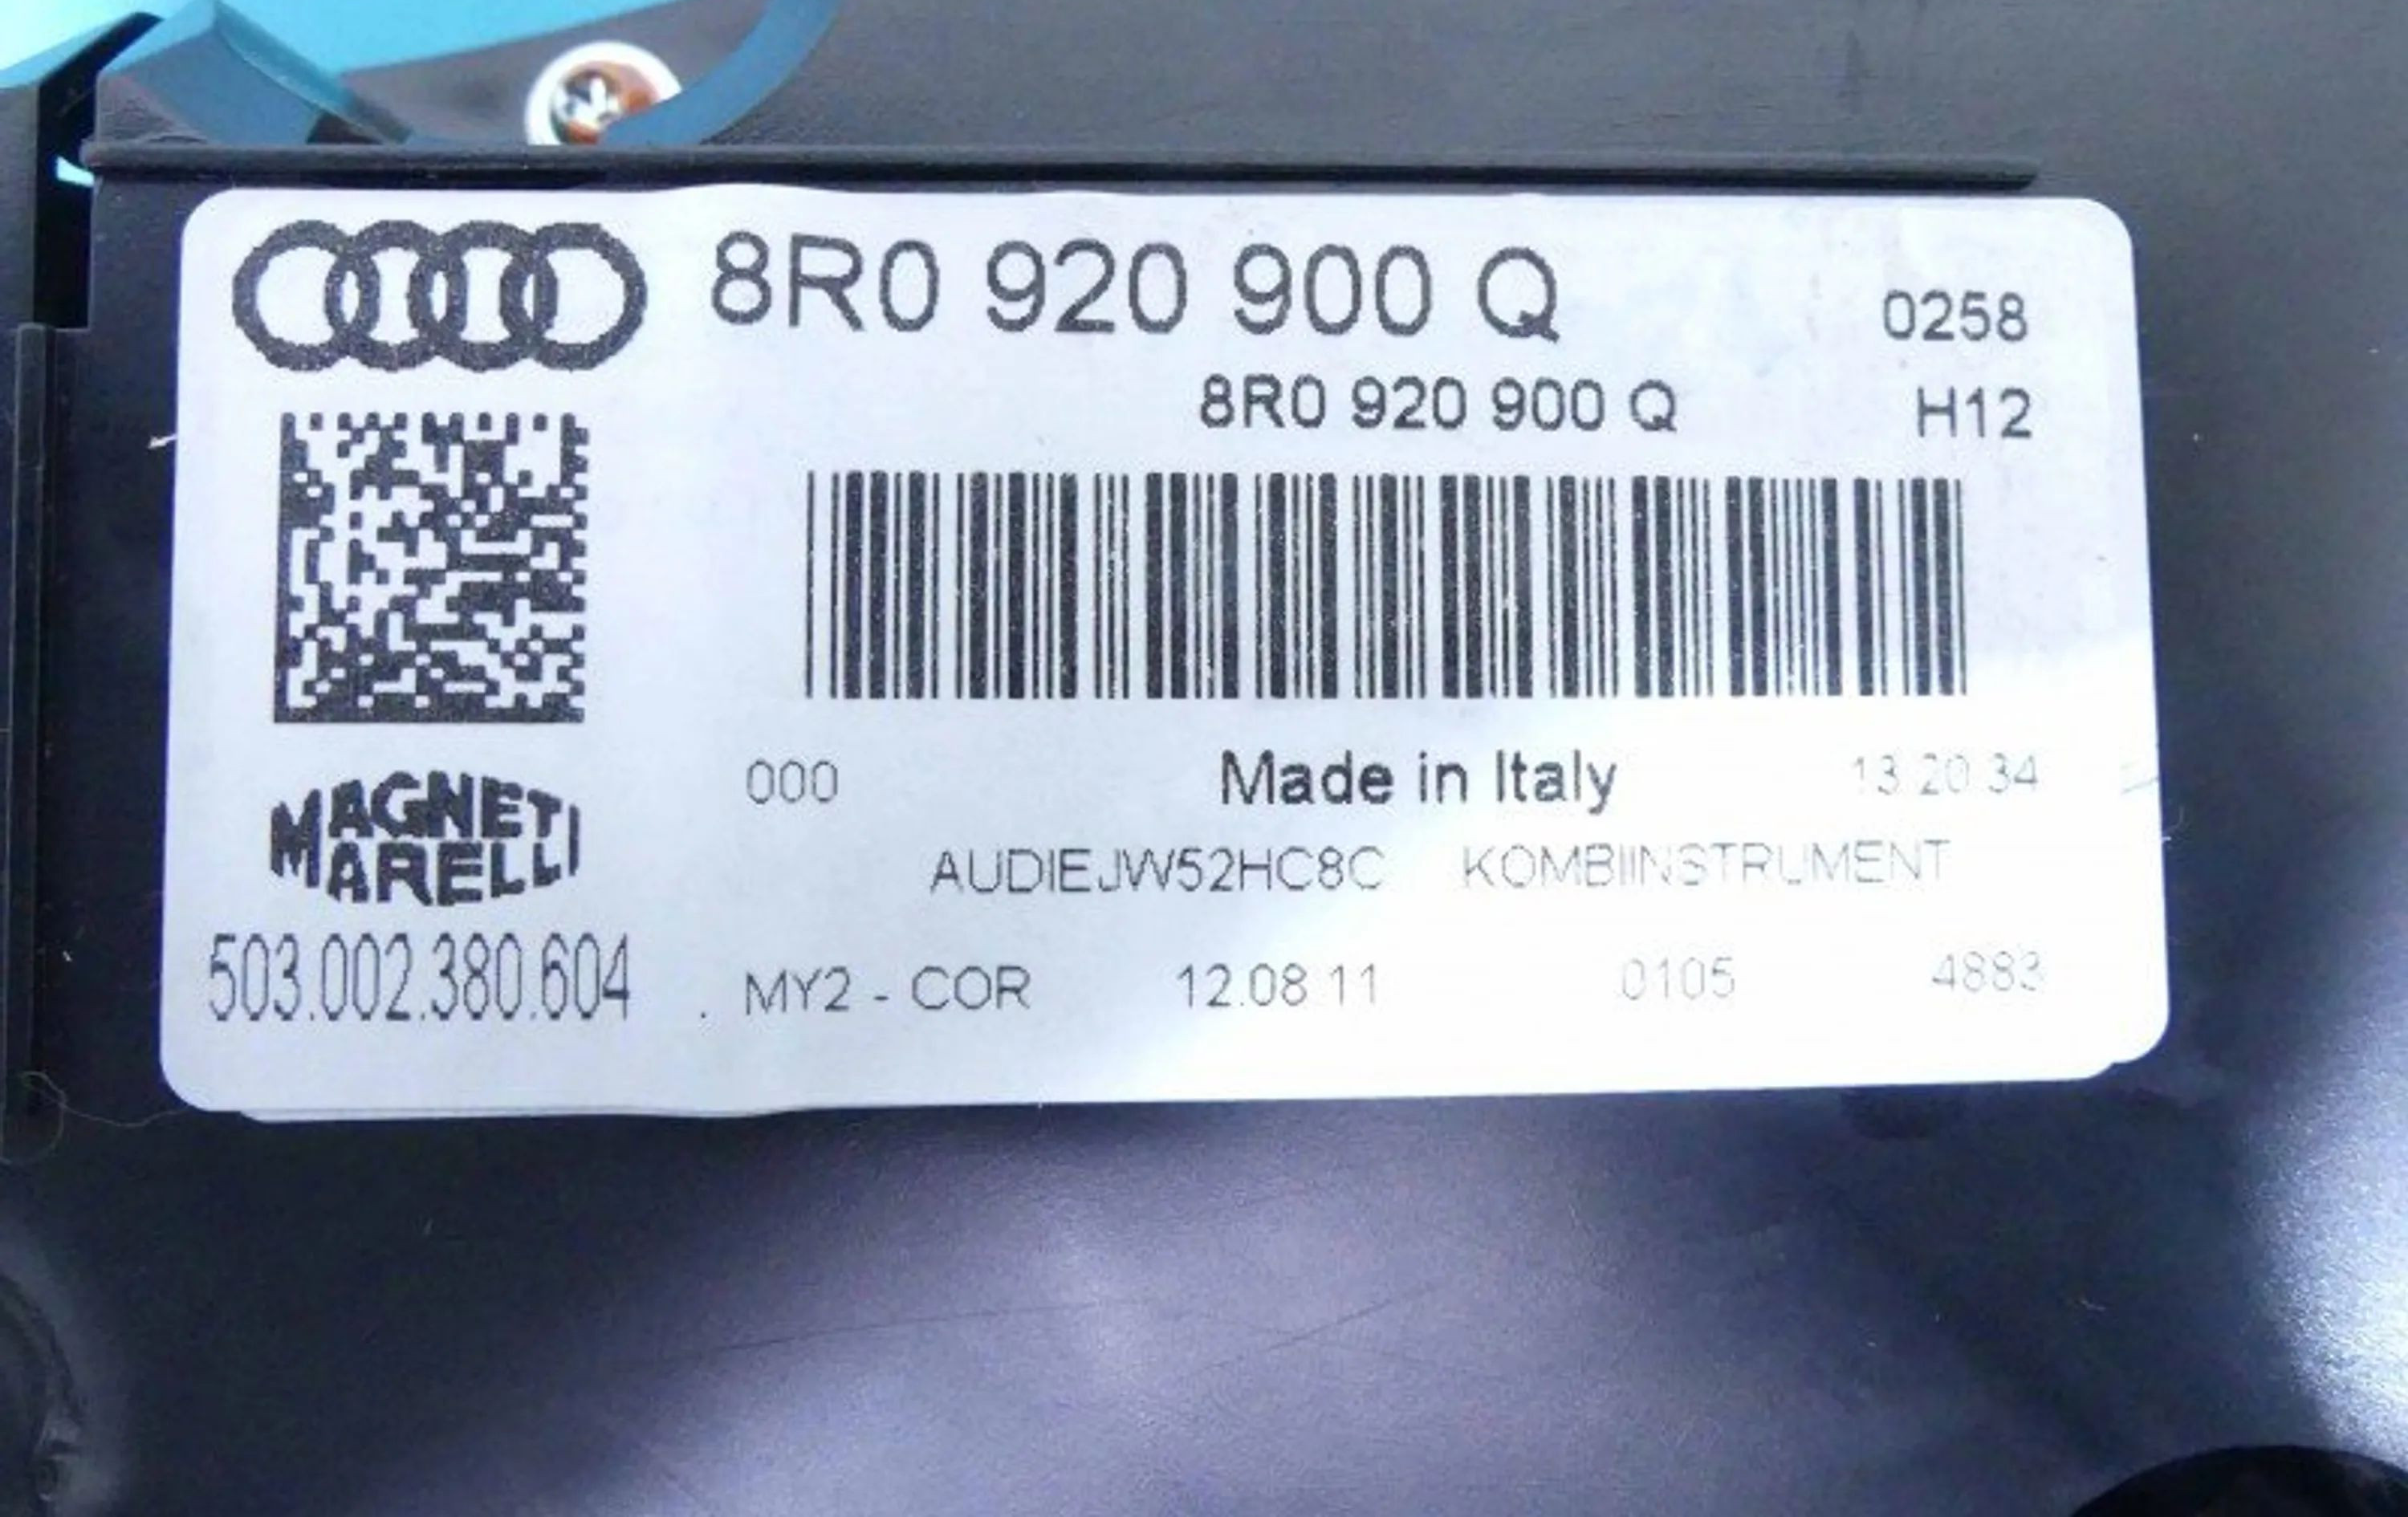 8R0 920 900 Q 0258
8R0 920 900 Q H12
000 Made in Italy 13 20 34
MAGNETI
MARELLI
AUDIEJW52HC8C KOMBIINSTRUMENT
503.002.380.604 . MY2 - COR 12.08 11 0105 4883